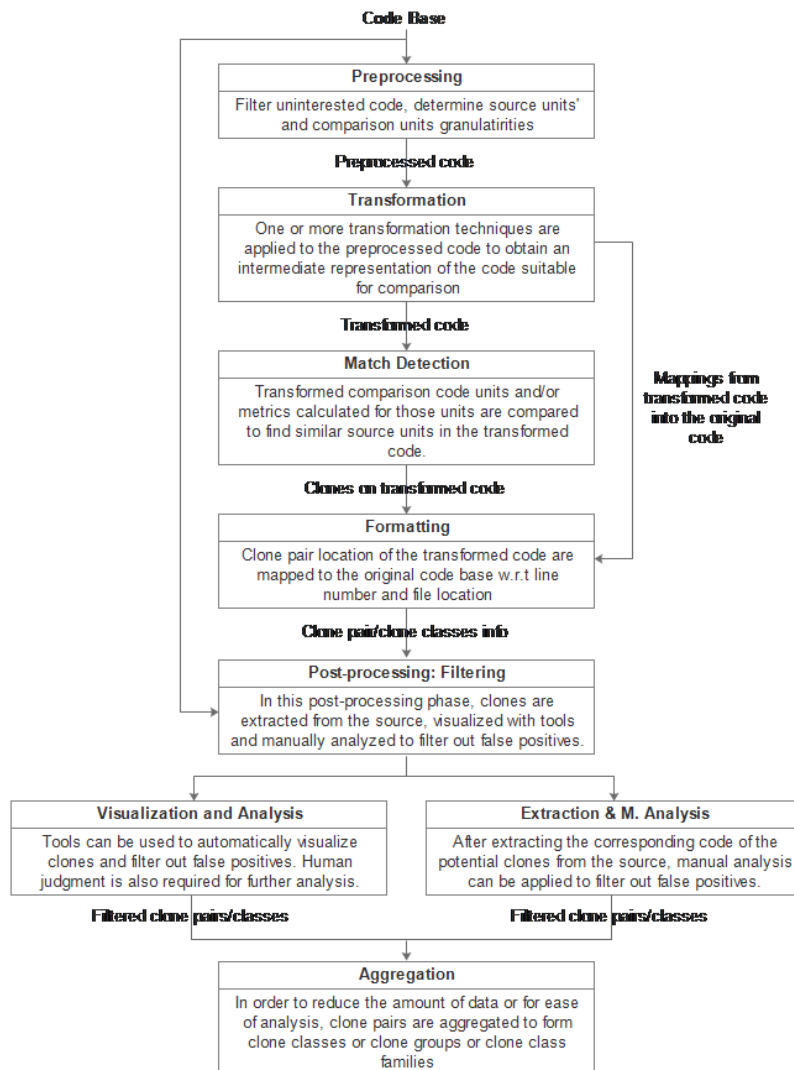 Code Base
Preprocessing
Filter uninterested code, determine source units'
and comparison units granulatirities
Preprocessed code
Transformation
One or more transformation techniques are
applied to the preprocessed code to obtain an
intermediate representation of the code suitable
for comparison
Transformed code
Match Detection
Transformed comparison code units and/or
metrics calculated for those units are compared
to find similar source units in the transformed
code.
Mappings from
transformed code
into the original
code
Clones on transformed code
Formatting
Clone pair location of the transformed code are
mapped to the original code base w.r.t line
number and file location
Clone pair/clone classes info
Post-processing: Filtering
In this post-processing phase, clones are
extracted from the source, visualized with tools
and manually analyzed to filter out false positives.
Visualization and Analysis
Tools can be used to automatically visualize
clones and filter out false positives. Human
judgment is also required for further analysis.
Filtered clone pairs/classes
Extraction & M. Analysis
After extracting the corresponding code of the
potential clones from the source, manual analysis
can be applied to filter out false positives.
Filtered clone pairs/classes
Aggregation
In order to reduce the amount of data or for ease
of analysis, clone pairs are aggregated to form
clone classes or clone groups or clone class
families